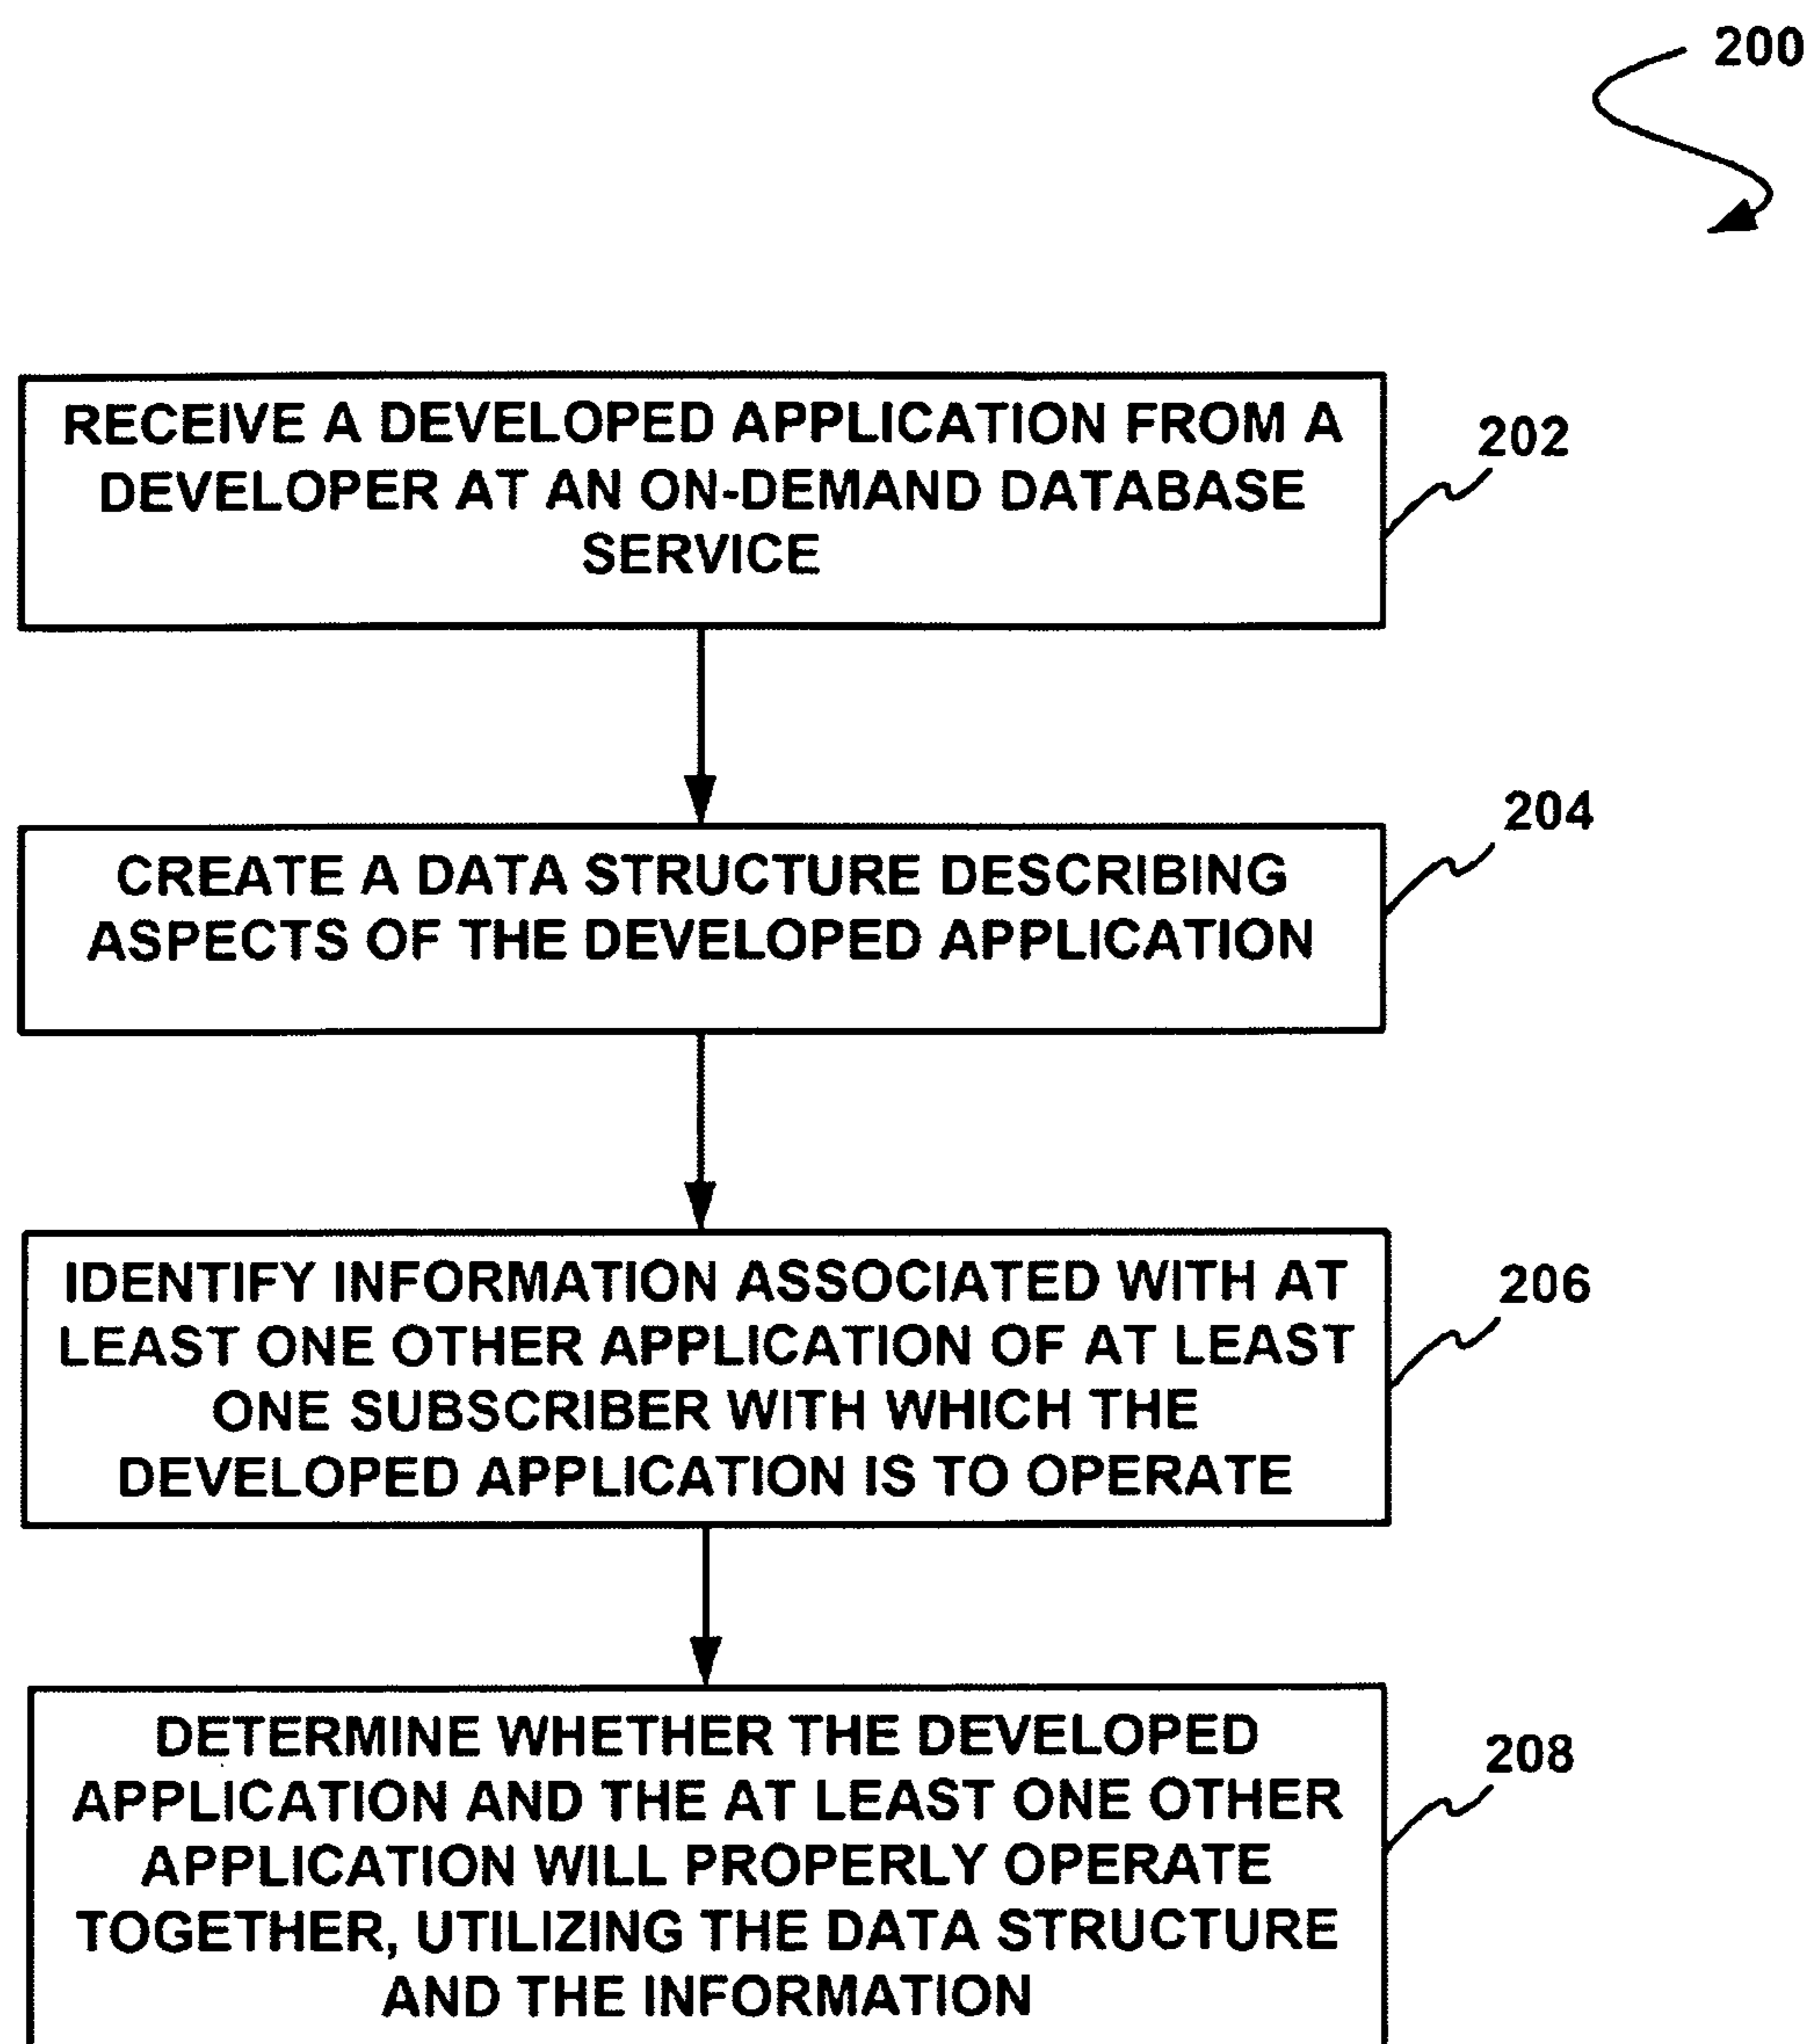 200
RECEIVE A DEVELOPED APPLICATION FROM A
DEVELOPER AT AN ON-DEMAND DATABASE
SERVICE
202
CREATE A DATA STRUCTURE DESCRIBING
ASPECTS OF THE DEVELOPED APPLICATION
204
IDENTIFY INFORMATION ASSOCIATED WITH AT
LEAST ONE OTHER APPLICATION OF AT LEAST
ONE SUBSCRIBER WITH WHICH THE
DEVELOPED APPLICATION IS TO OPERATE
206
DETERMINE WHETHER THE DEVELOPED
APPLICATION AND THE AT LEAST ONE OTHER
APPLICATION WILL PROPERLY OPERATE
TOGETHER, UTILIZING THE DATA STRUCTURE
AND THE INFORMATION
208